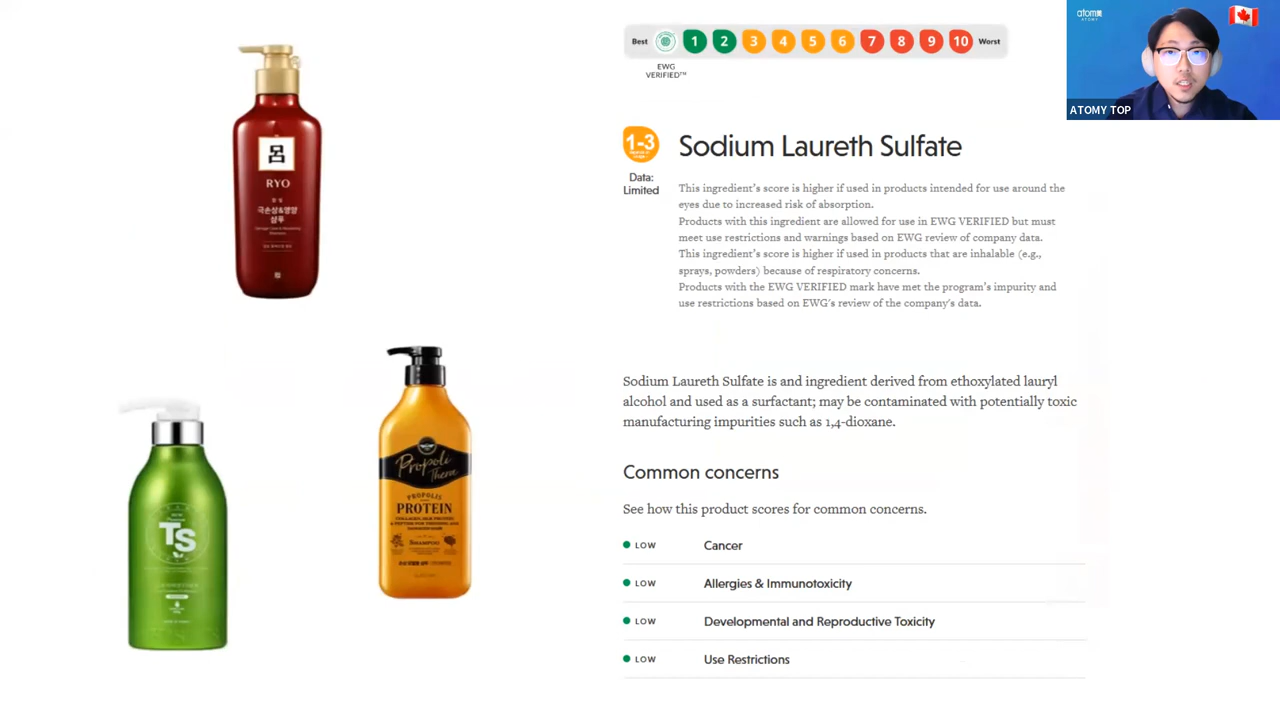 呂
RYO
극손상&영양
샴푸
TS
Propoli
Thera
PROPOLIS
PROTEIN
SHAMPOO
Best
1
2
3
4
5
6
7
8
9
10
Worst
EWG
VERIFIED™
1-3
Data:
Limited
Sodium Laureth Sulfate
This ingredient's score is higher if used in products intended for use around the
eyes due to increased risk of absorption.
Products with this ingredient are allowed for use in EWG VERIFIED but must
meet use restrictions and warnings based on EWG review of company data.
This ingredient's score is higher if used in products that are inhalable (e.g.,
sprays, powders) because of respiratory concerns.
Products with the EWG VERIFIED mark have met the program's impurity and
use restrictions based on EWG's review of the company's data.
Sodium Laureth Sulfate is and ingredient derived from ethoxylated lauryl
alcohol and used as a surfactant; may be contaminated with potentially toxic
manufacturing impurities such as 1,4-dioxane.
Common concerns
See how this product scores for common concerns.
LOW Cancer
LOW Allergies & Immunotoxicity
LOW Developmental and Reproductive Toxicity
LOW Use Restrictions
ATOMY
ATOMY TOP